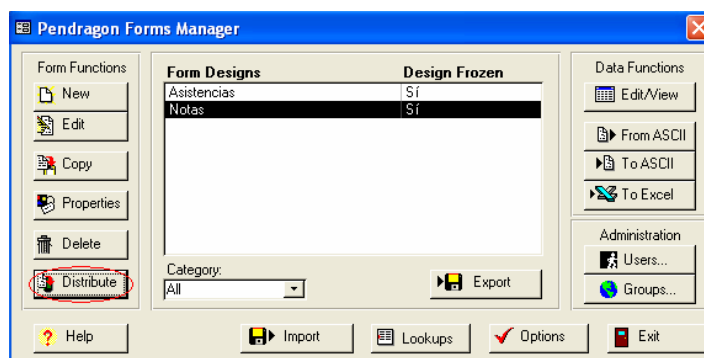 Pendragon Forms Manager
Form Functions
New
Edit
Copy
Properties
Delete
Distribute
Form Designs Design Frozen
Asistencias Sí
Notas Sí
Category:
All
Export
Data Functions
Edit/View
From ASCII
To ASCII
To Excel
Administration
Users...
Groups...
Help
Import
Lookups
Options
Exit